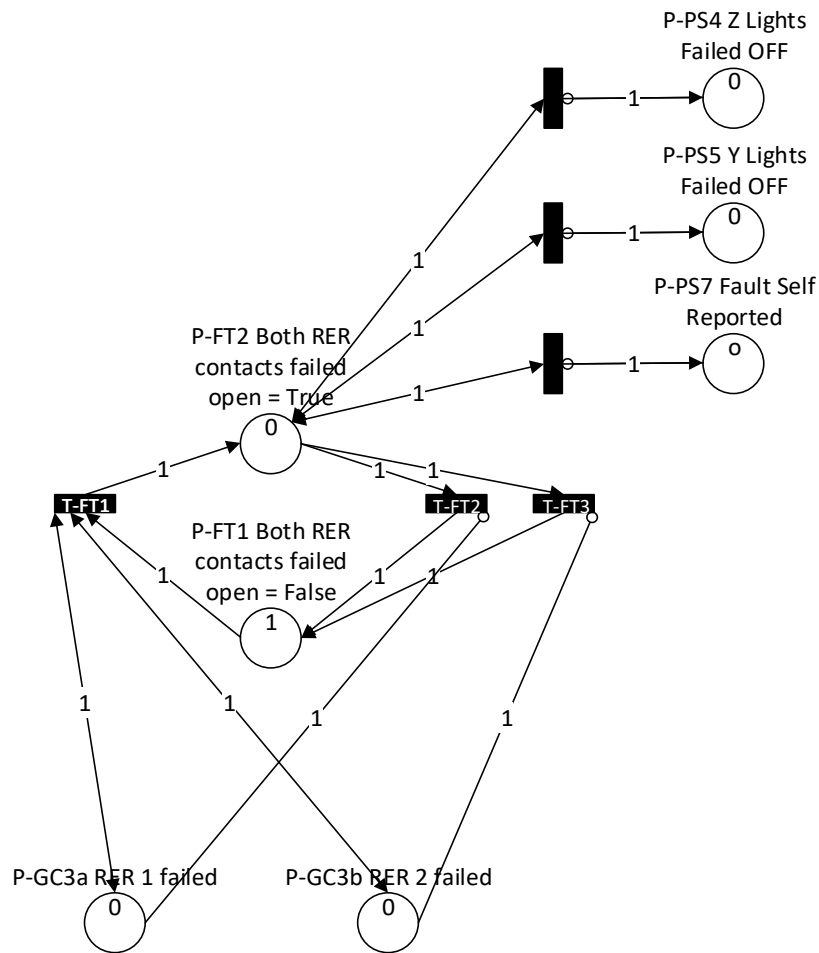 P-PS4 Z Lights
Failed OFF
0
1
P-PS5 Y Lights
Failed OFF
0
1
1
P-PS7 Fault Self
Reported
o
1
1
1
P-FT2 Both RER
contacts failed
open = True
0
1
1
1
T-FT1
T-FT2
T-FT3
P-FT1 Both RER
contacts failed
open = False
1
1
1
1
1
1
1
1
P-GC3a RER 1 failed
P-GC3b RER 2 failed
0
0